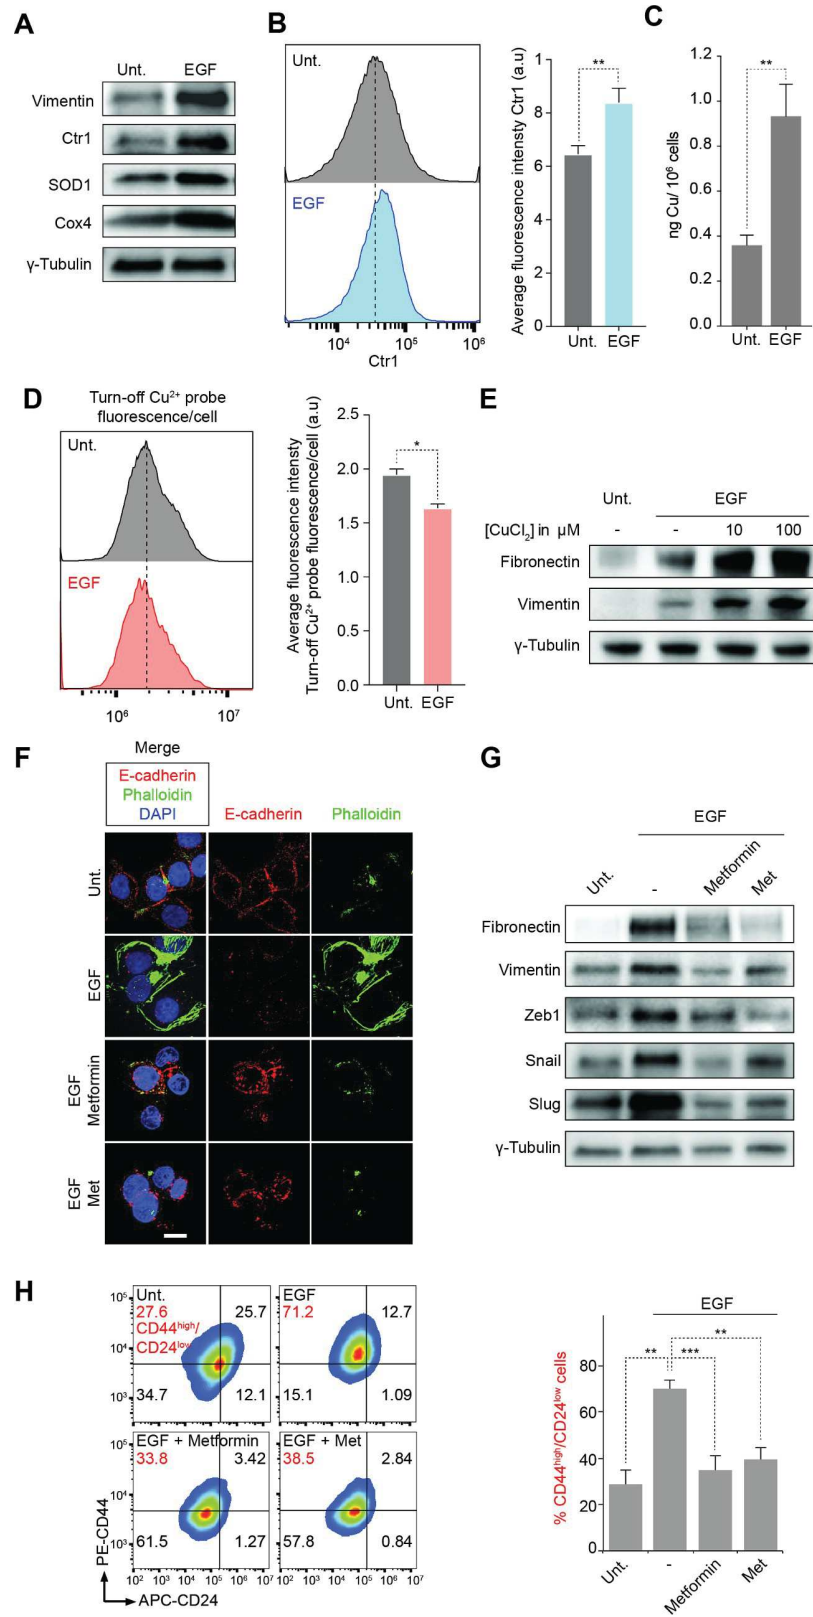 A
Unt. EGF
Vimentin
Ctr1
SOD1
Cox4
γ-Tubulin
B
Unt.
EGF
10⁴ 10⁵ 10⁶
Ctr1
Average fluorescence intensty Ctr1 (a.u)
10
8
6
4
2
0
**
Unt. EGF
C
ng Cu/ 10⁶ cells
1.2
1.0
0.8
0.6
0.4
0.2
0.0
**
Unt. EGF
D
Turn-off Cu²⁺ probe
fluorescence/cell
Unt.
EGF
10⁶ 10⁷
Average fluorescence intensty
Turn-off Cu²⁺ probe fluorescence/cell (a.u)
2.5
2.0
1.5
1.0
0.5
0.0
*
Unt. EGF
E
Unt. EGF
[CuCl₂] in μM - - 10 100
Fibronectin
Vimentin
γ-Tubulin
F
Merge
E-cadherin
Phalloidin
DAPI
E-cadherin
Phalloidin
Unt.
EGF
EGF
Metformin
EGF
Met
G
EGF
Unt. - Metformin Met
Fibronectin
Vimentin
Zeb1
Snail
Slug
γ-Tubulin
H
Unt.
27.6 25.7
CD44ʰⁱᵍʰ/
CD24ˡᵒʷ
34.7 12.1
10⁵
10⁴
10³
EGF
71.2 12.7
15.1 1.09
EGF + Metformin
33.8 3.42
61.5 1.27
10⁵
10⁴
10³
10² 10³ 10⁴ 10⁵ 10⁶ 10⁷
EGF + Met
38.5 2.84
57.8 0.84
10² 10³ 10⁴ 10⁵ 10⁶ 10⁷
PE-CD44
APC-CD24
EGF
% CD44ʰⁱᵍʰ/CD24ˡᵒʷ cells
80
60
40
20
0
** *** **
Unt. - Metformin Met